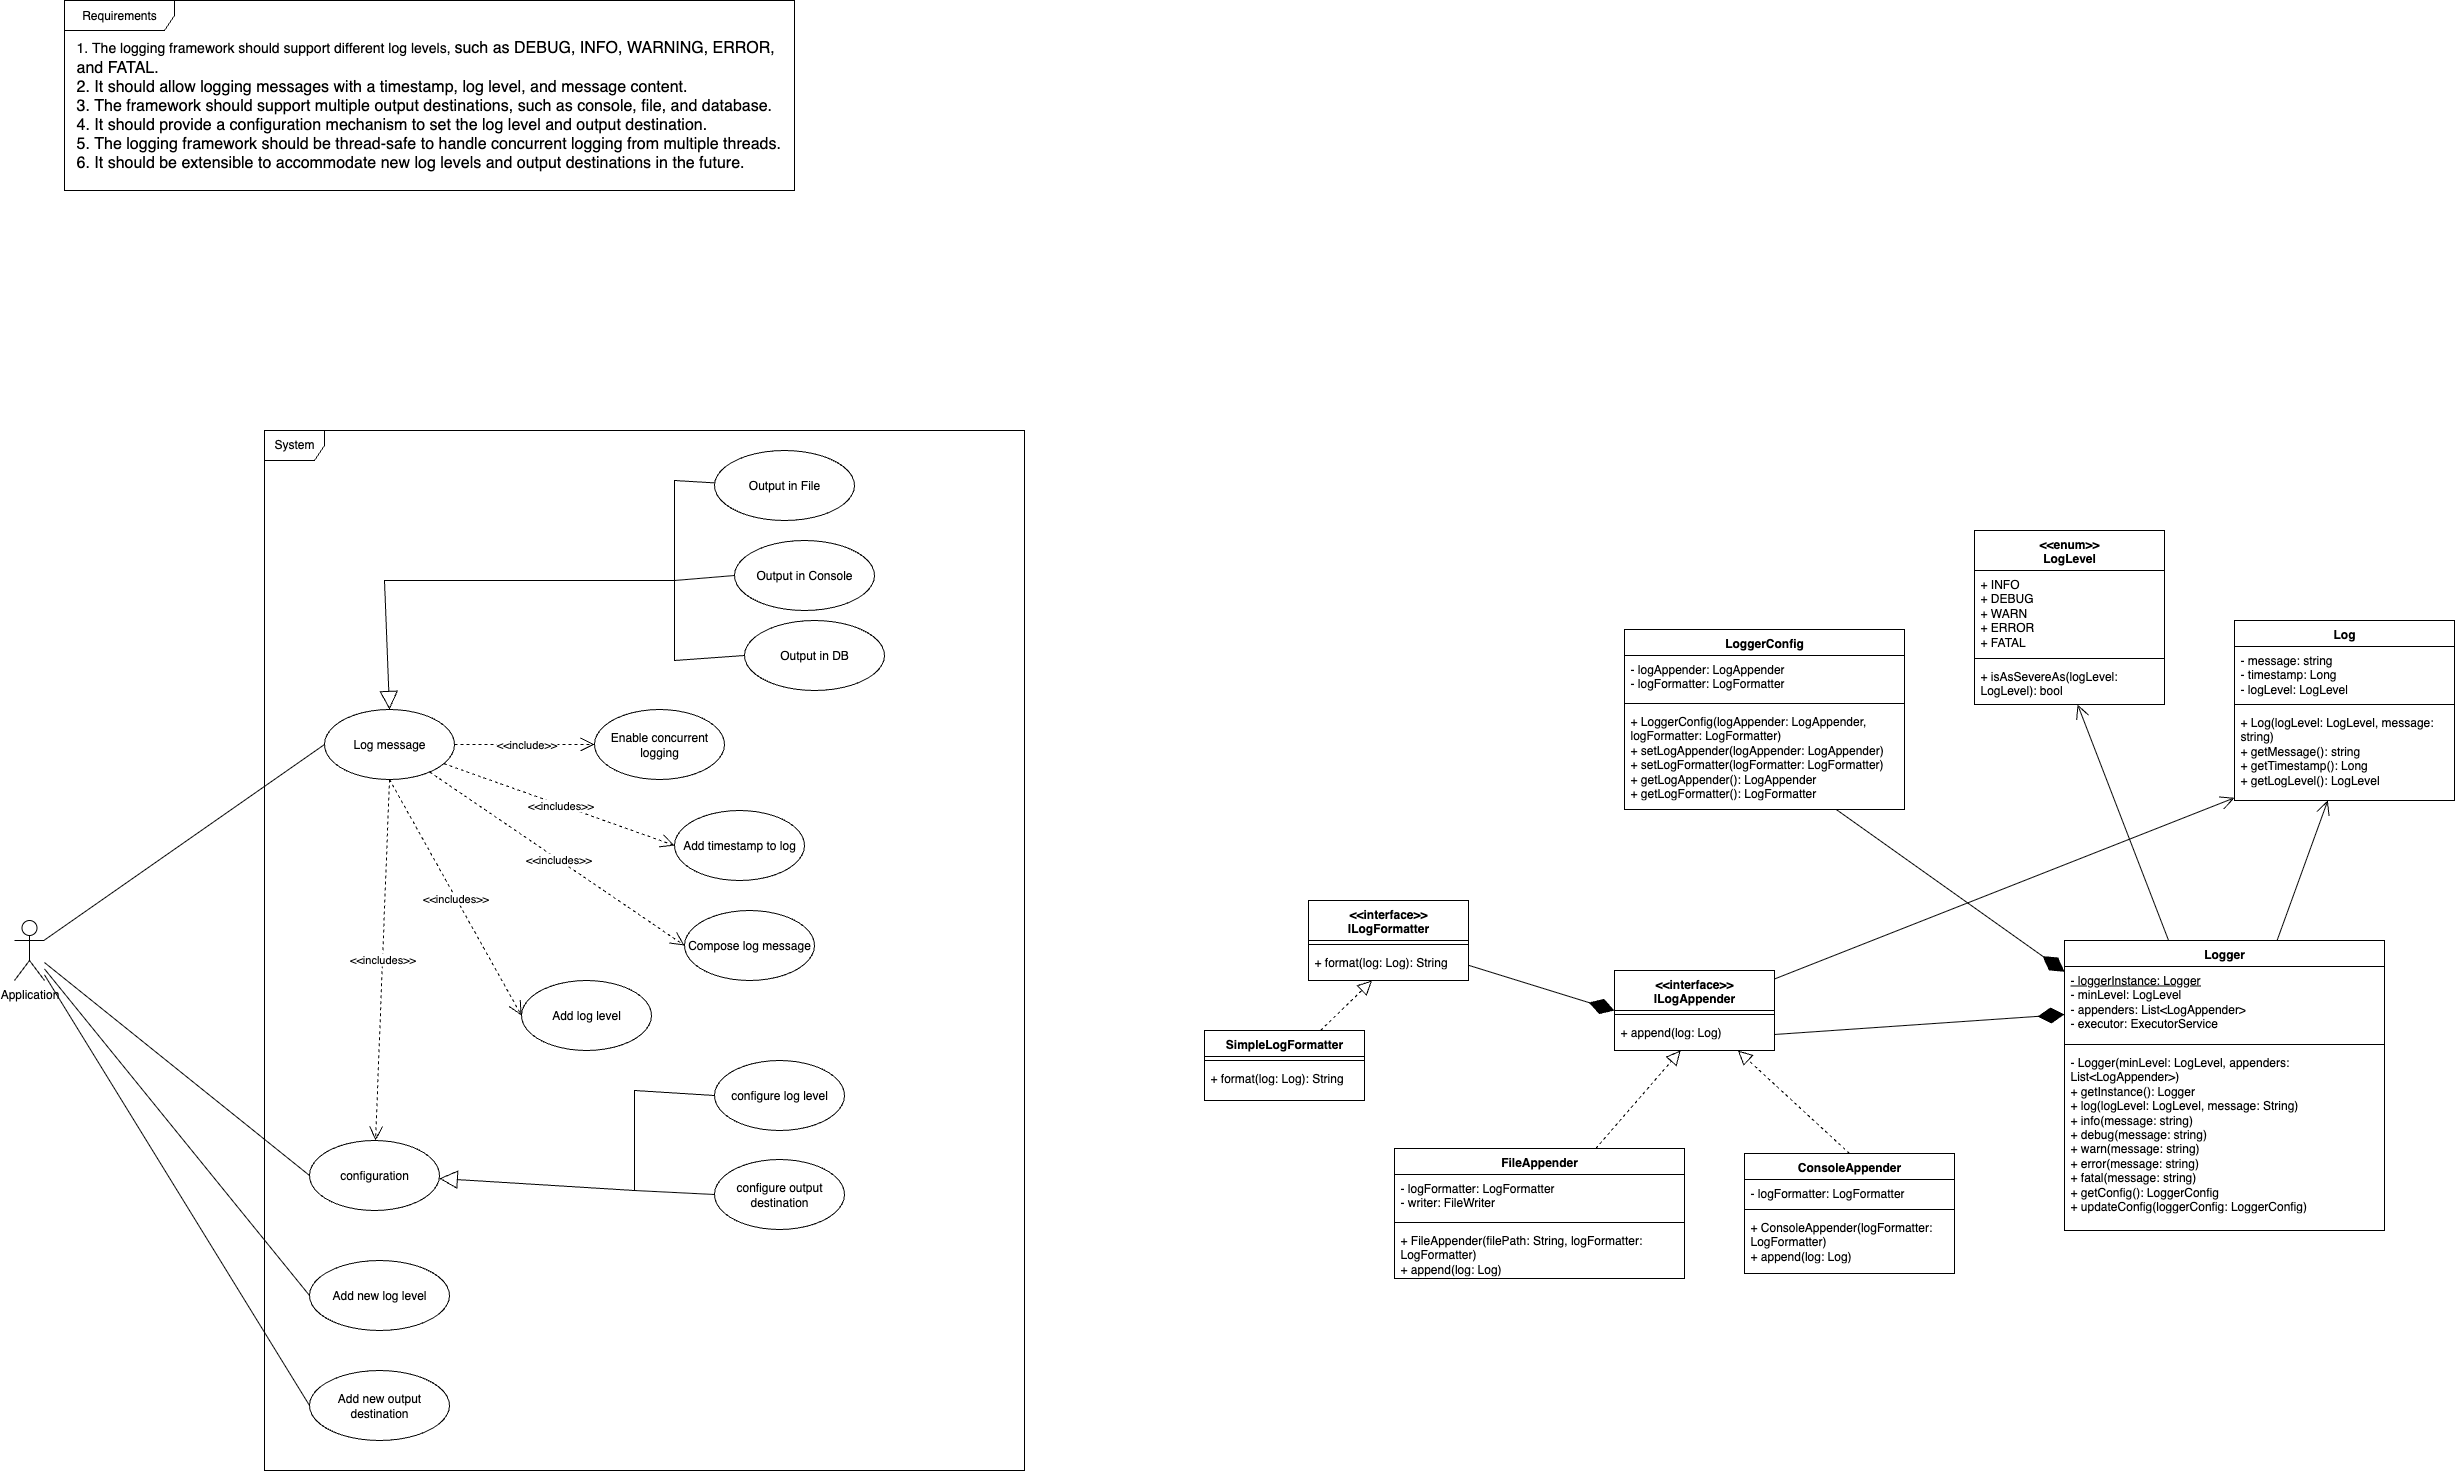 Requirements
1. The logging framework should support different log levels, such as DEBUG, INFO, WARNING, ERROR,
and FATAL.
2. It should allow logging messages with a timestamp, log level, and message content.
3. The framework should support multiple output destinations, such as console, file, and database.
4. It should provide a configuration mechanism to set the log level and output destination.
5. The logging framework should be thread-safe to handle concurrent logging from multiple threads.
6. It should be extensible to accommodate new log levels and output destinations in the future.
System
Output in File
Output in Console
Output in DB
Log message
<<include>>
Enable concurrent
logging
<<includes>>
Add timestamp to log
<<includes>>
Compose log message
<<includes>>
Add log level
<<includes>>
Application
configure log level
configuration
configure output
destination
Add new log level
Add new output
destination
<<enum>>
LogLevel
+ INFO
+ DEBUG
+ WARN
+ ERROR
+ FATAL
+ isAsSevereAs(logLevel:
LogLevel): bool
Log
- message: string
- timestamp: Long
- logLevel: LogLevel
+ Log(logLevel: LogLevel, message:
string)
+ getMessage(): string
+ getTimestamp(): Long
+ getLogLevel(): LogLevel
LoggerConfig
- logAppender: LogAppender
- logFormatter: LogFormatter
+ LoggerConfig(logAppender: LogAppender,
logFormatter: LogFormatter)
+ setLogAppender(logAppender: LogAppender)
+ setLogFormatter(logFormatter: LogFormatter)
+ getLogAppender(): LogAppender
+ getLogFormatter(): LogFormatter
<<interface>>
ILogFormatter
+ format(log: Log): String
SimpleLogFormatter
+ format(log: Log): String
<<interface>>
ILogAppender
+ append(log: Log)
FileAppender
- logFormatter: LogFormatter
- writer: FileWriter
+ FileAppender(filePath: String, logFormatter:
LogFormatter)
+ append(log: Log)
ConsoleAppender
- logFormatter: LogFormatter
+ ConsoleAppender(logFormatter:
LogFormatter)
+ append(log: Log)
Logger
- loggerInstance: Logger
- minLevel: LogLevel
- appenders: List<LogAppender>
- executor: ExecutorService
- Logger(minLevel: LogLevel, appenders:
List<LogAppender>)
+ getInstance(): Logger
+ log(logLevel: LogLevel, message: String)
+ info(message: string)
+ debug(message: string)
+ warn(message: string)
+ error(message: string)
+ fatal(message: string)
+ getConfig(): LoggerConfig
+ updateConfig(loggerConfig: LoggerConfig)